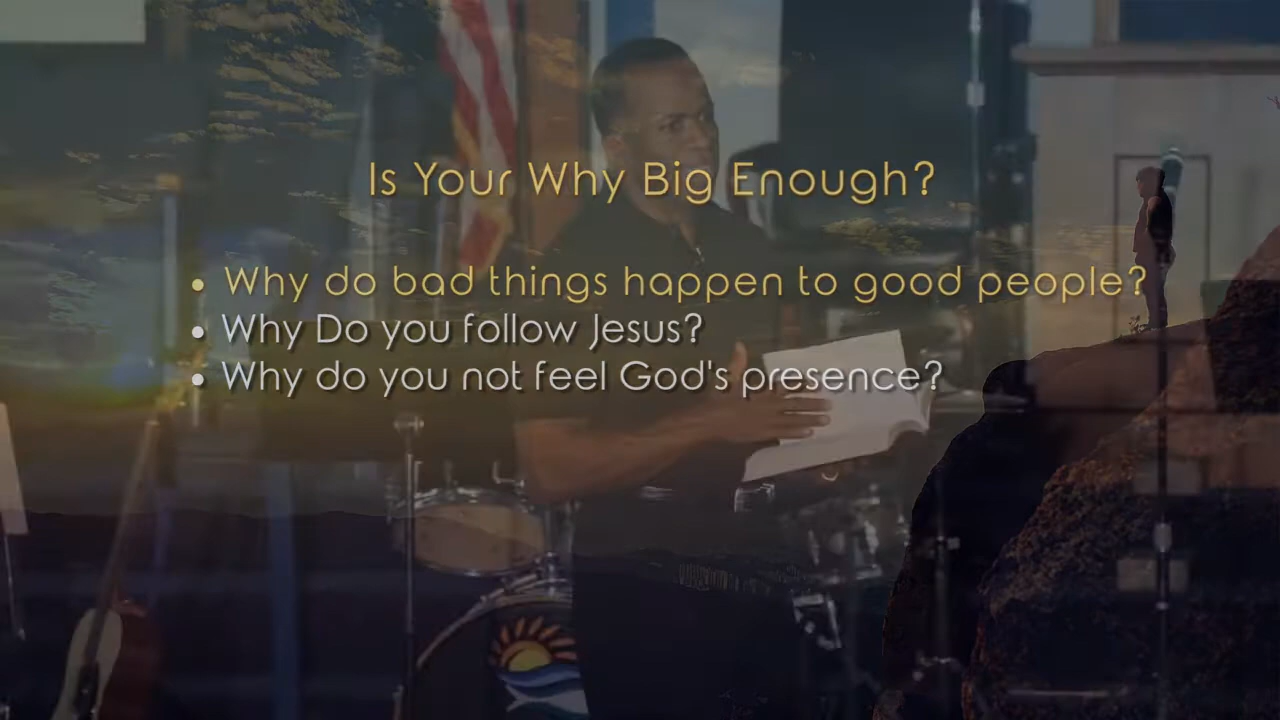 Is Your Why Big Enough?
• Why do bad things happen to good people?
• Why Do you follow Jesus?
• Why do you not feel God's presence?